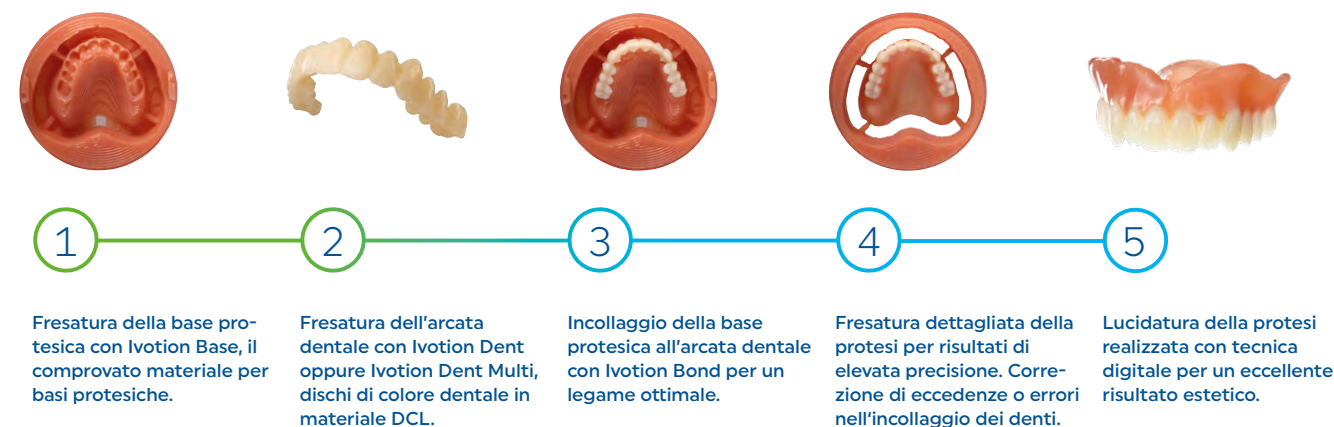 1
2
3
4
5
Fresatura della base pro-
tesica con Ivotion Base, il
comprovato materiale per
basi protesiche.
Fresatura dell'arcata
dentale con Ivotion Dent
oppure Ivotion Dent Multi,
dischi di colore dentale in
materiale DCL.
Incollaggio della base
protesica all'arcata dentale
con Ivotion Bond per un
legame ottimale.
Fresatura dettagliata della
protesi per risultati di
elevata precisione. Corre-
zione di eccedenze o errori
nell'incollaggio dei denti.
Lucidatura della protesi
realizzata con tecnica
digitale per un eccellente
risultato estetico.